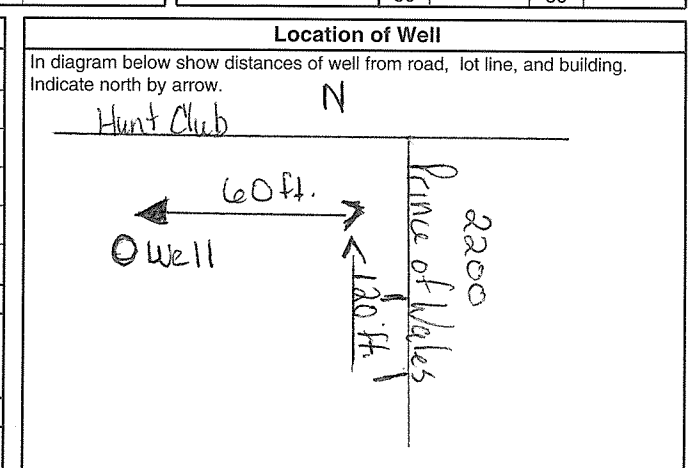 Location of Well
In diagram below show distances of well from road, lot line, and building.
Indicate north by arrow.
N
Hunt Club
60 ft.
Well
120 ft.
Prince of Wales
2200